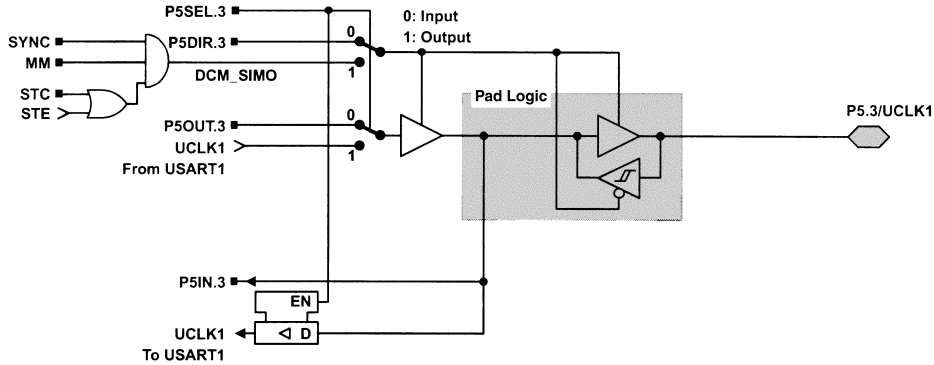 P5SEL.3
0: Input
1: Output
SYNC
P5DIR.3
0
MM
1
DCM_SIMO
STC
STE
Pad Logic
P5OUT.3
0
P5.3/UCLK1
UCLK1
1
From USART1
P5IN.3
EN
UCLK1
D
To USART1